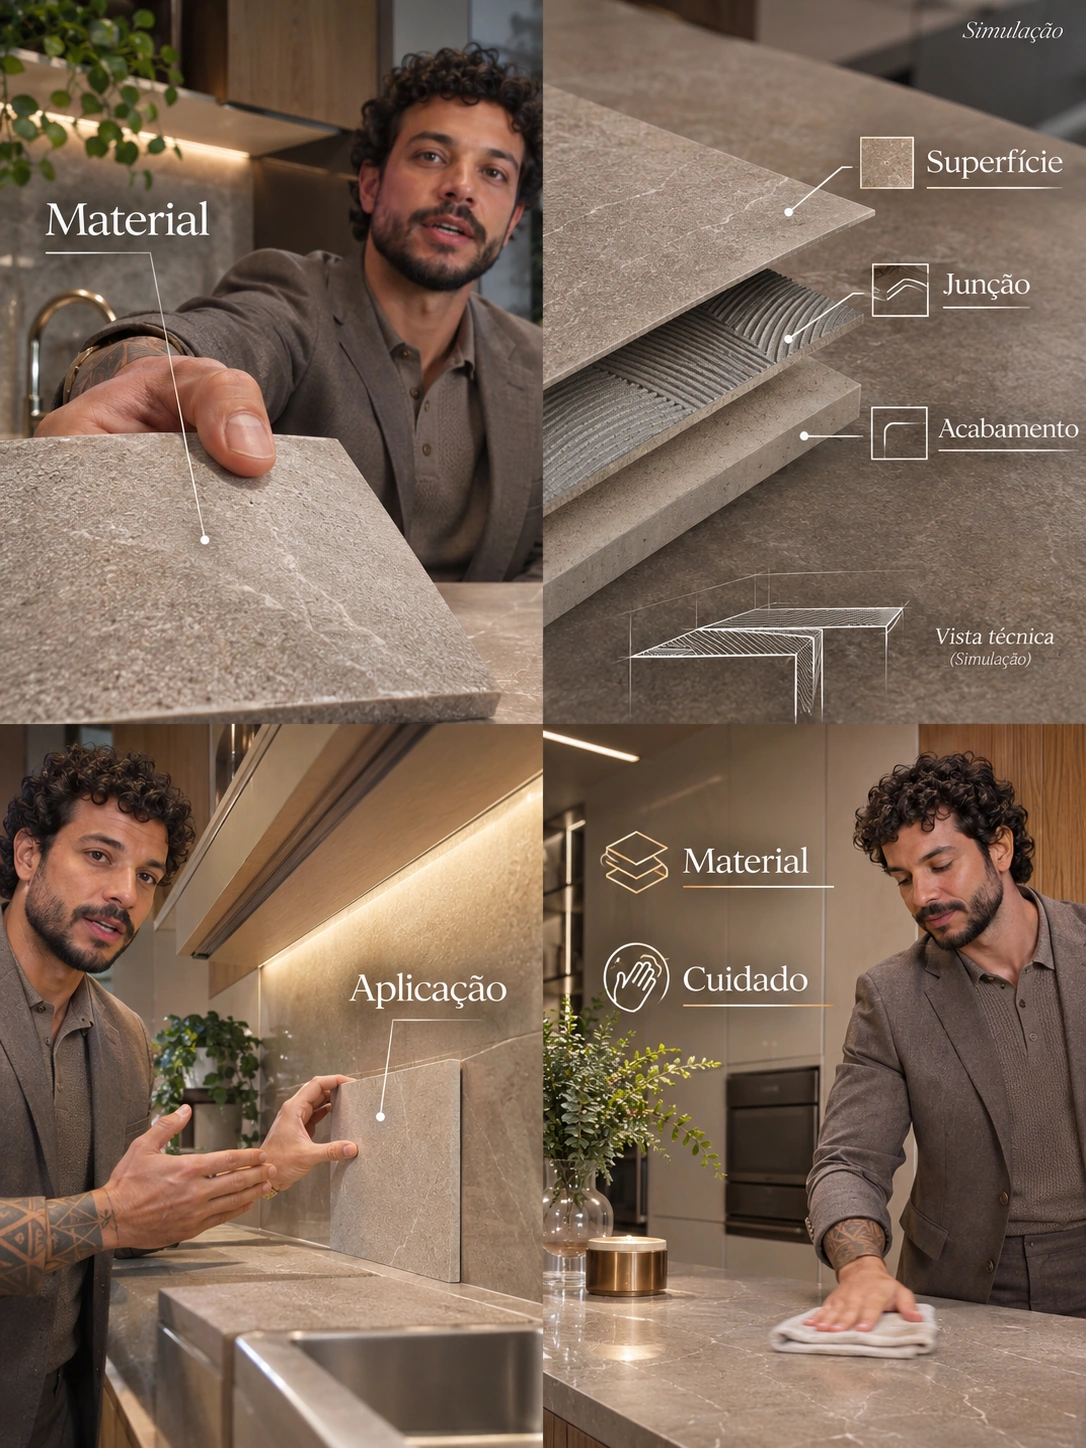 Material
Simulação
Superfície
Junção
Acabamento
Vista técnica
(Simulação)
Aplicação
Material
Cuidado